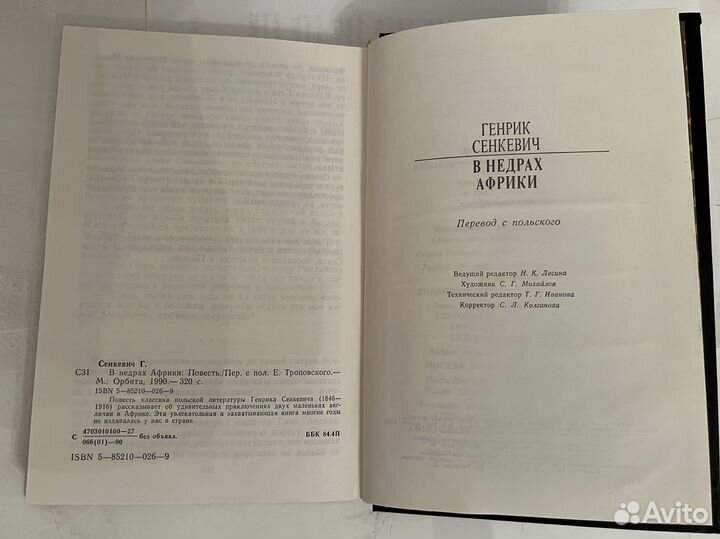 Сенкевич Г.
С31 В недрах Африки: Повесть./Пер. с пол. Е. Троповского.—
М.: Орбита, 1990.— 320 с.
ISBN 5—85210—026—9
Повесть классика польской литературы Генрика Сенкевича (1846—
1916) рассказывает об удивительных приключениях двух маленьких анг-
личан в Африке. Эта увлекательная и захватывающая книга многие годы
не издавалась у нас в стране.
4703010100—27
С без объявл. ББК 84.4П
066(01)—90
ISBN 5—85210—026—9
ГЕНРИК
СЕНКЕВИЧ
В НЕДРАХ
АФРИКИ
Перевод с польского
Ведущий редактор Н. К. Лесина
Художник С. Г. Михайлов
Технический редактор Т. Г. Иванова
Корректор С. Л. Колганова
Avito